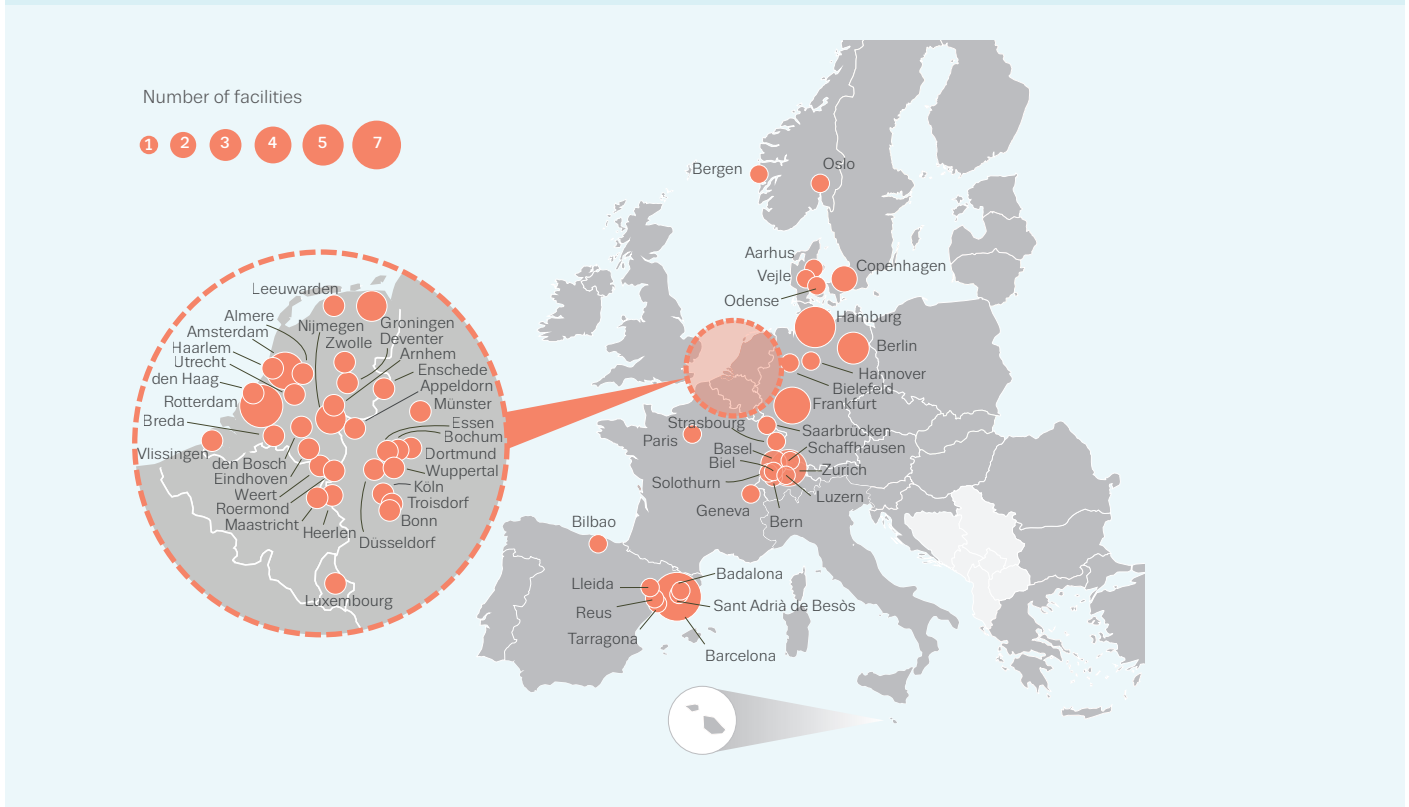 Number of facilities
1 2 3 4 5 7
Bergen
Oslo
Aarhus
Vejle
Odense
Copenhagen
Hamburg
Berlin
Hannover
Bielefeld
Frankfurt
Strasbourg
Saarbrücken
Paris
Basel
Schaffhausen
Biel
Zürich
Solothurn
Luzern
Geneva
Bern
Bilbao
Badalona
Lleida
Sant Adrià de Besòs
Reus
Tarragona
Barcelona
Leeuwarden
Almere
Nijmegen
Groningen
Amsterdam
Zwolle
Deventer
Haarlem
Arnhem
Utrecht
Enschede
den Haag
Appeldorn
Rotterdam
Münster
Breda
Essen
Bochum
Vlissingen
Dortmund
den Bosch
Wuppertal
Eindhoven
Köln
Weert
Troisdorf
Roermond
Bonn
Maastricht
Heerlen
Düsseldorf
Luxembourg